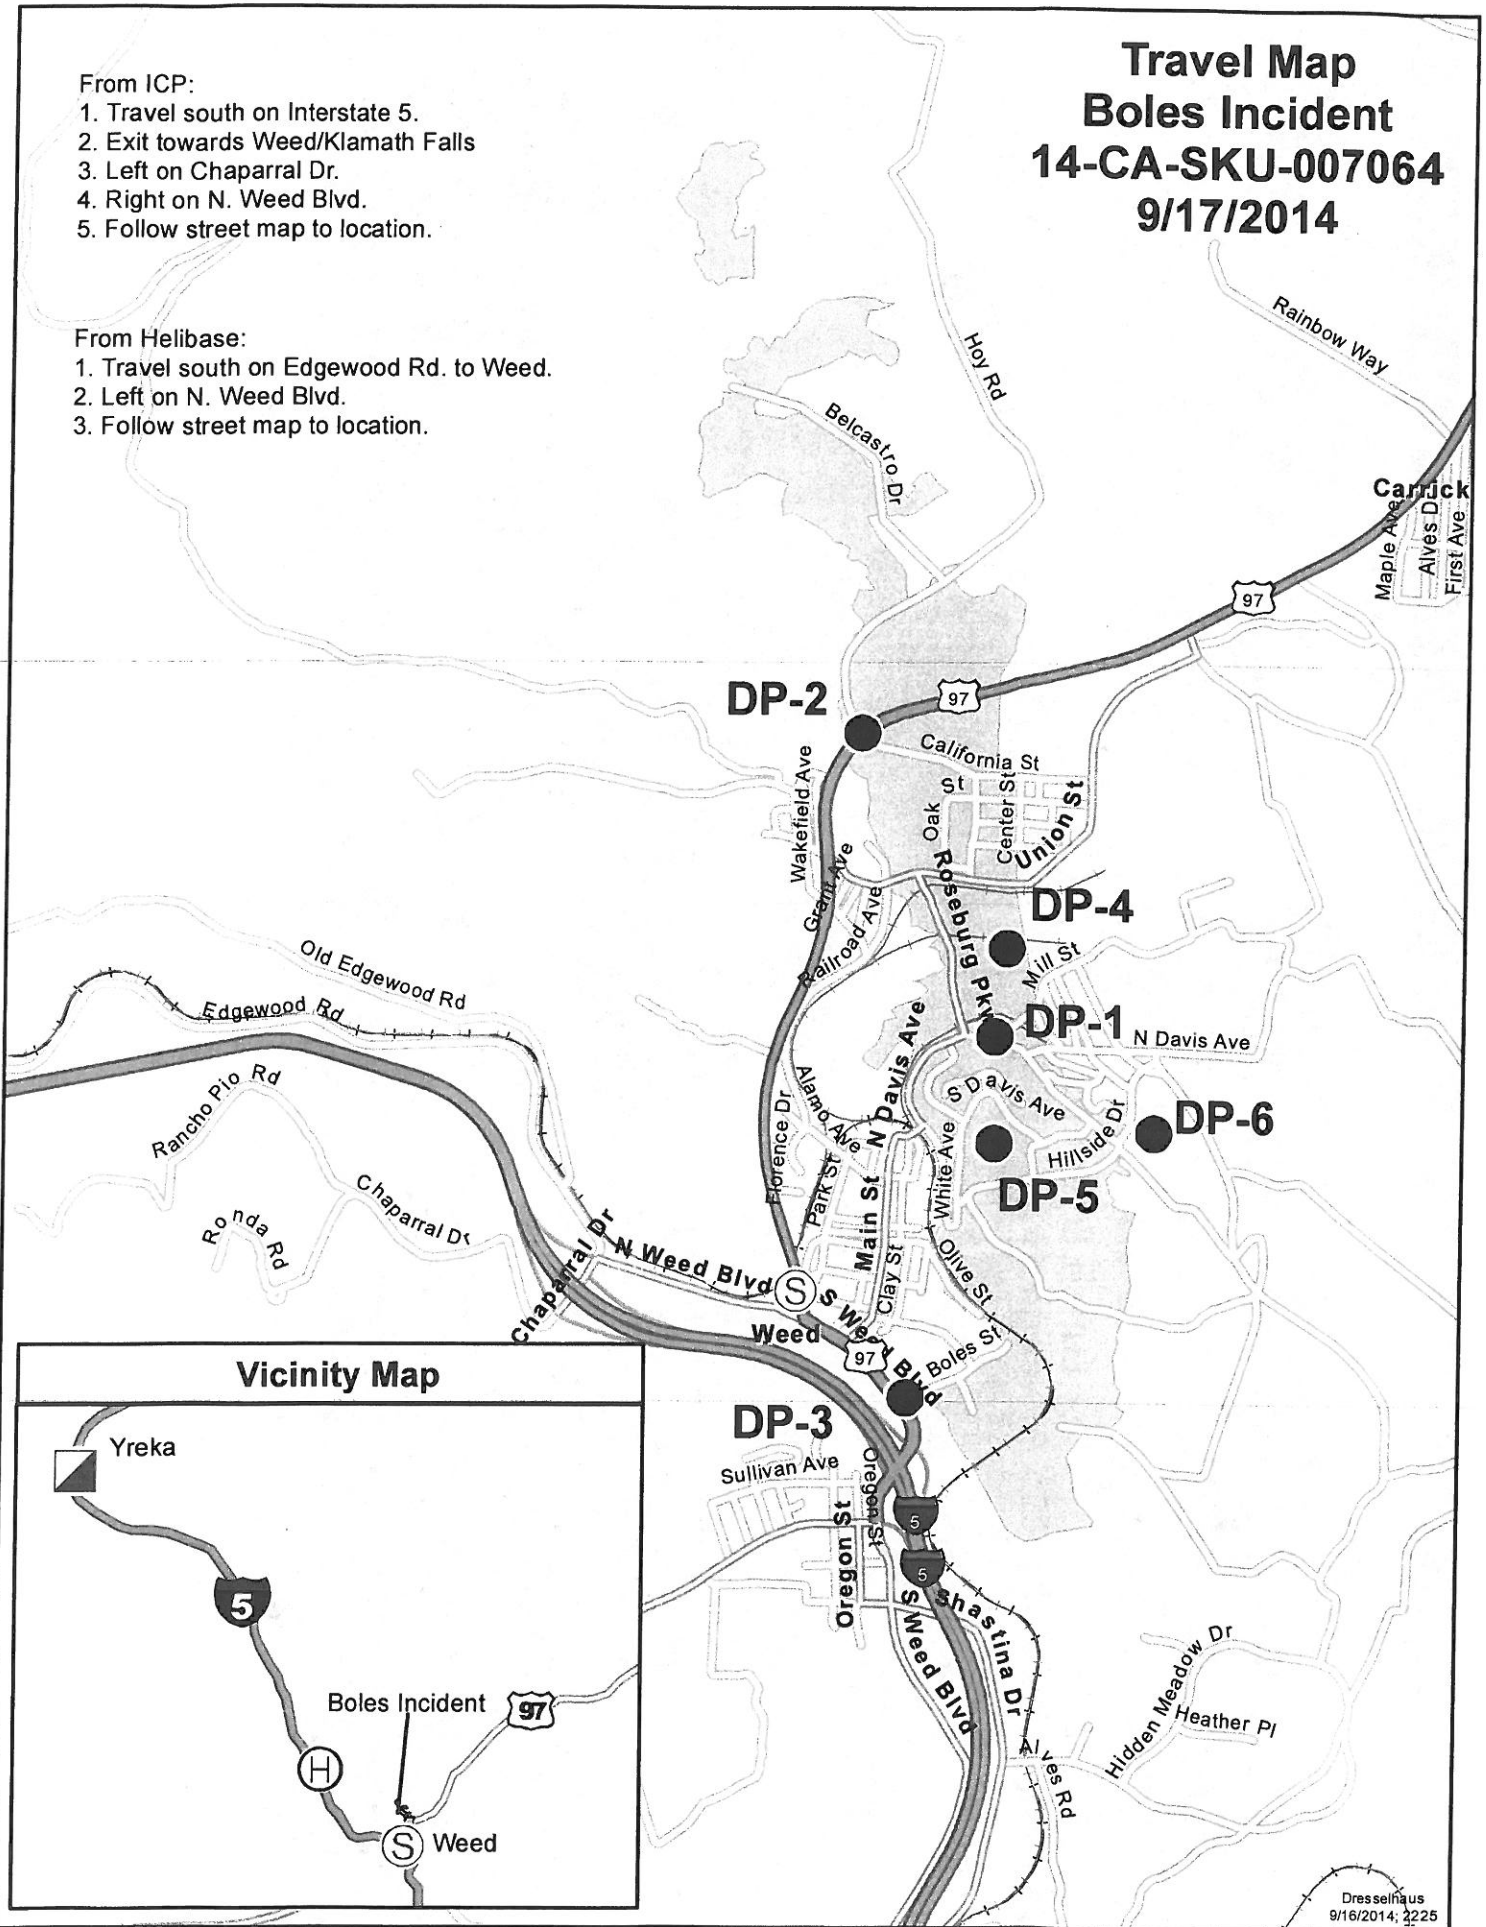 From ICP:
1. Travel south on Interstate 5.
2. Exit towards Weed/Klamath Falls
3. Left on Chaparral Dr.
4. Right on N. Weed Blvd.
5. Follow street map to location.
From Helibase:
1. Travel south on Edgewood Rd. to Weed.
2. Left on N. Weed Blvd.
3. Follow street map to location.
Travel Map
Boles Incident
14-CA-SKU-007064
9/17/2014
Rainbow Way
Hoy Rd
Belcastro Dr
Carrick
Maple Ave
Alves Dr
First Ave
97
97
DP-2
California St
St
Oak
Center St
Union St
Wakefield Ave
Grant Ave
Railroad Ave
Roseburg Pkwy
DP-4
Mill St
DP-1
N Davis Ave
N Davis Ave
S Davis Ave
DP-6
Hillside Dr
DP-5
White Ave
Old Edgewood Rd
Edgewood Rd
Rancho Pio Rd
Chaparral Dr
Ronda Rd
Alamo Ave
Florence Dr
Park St
Main St
Clay St
Olive St
Chaparral Dr
N Weed Blvd
S
S Weed Blvd
Weed
97
Boles St
DP-3
Sullivan Ave
Oregon St
Oregon St
5
5
S Weed Blvd
Shastina Dr
Alves Rd
Hidden Meadow Dr
Heather Pl
Vicinity Map
Yreka
5
Boles Incident
97
H
S
Weed
Dresselhaus
9/16/2014; 2225